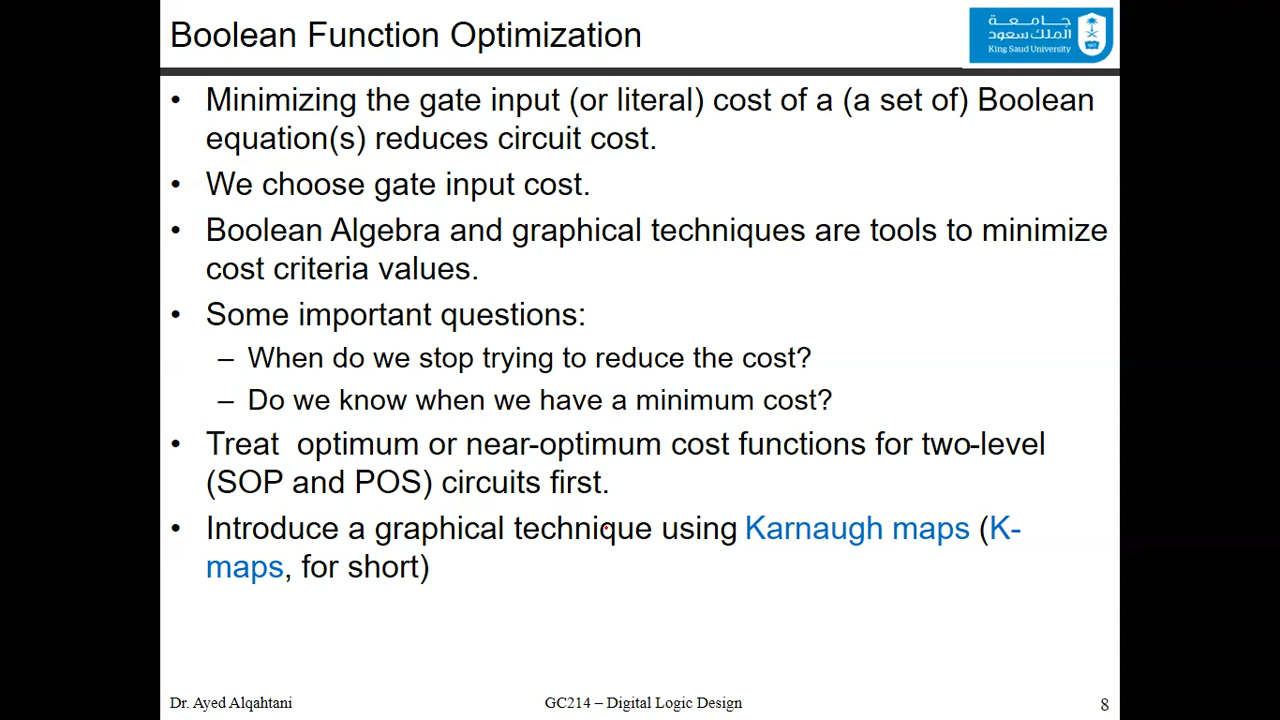 Boolean Function Optimization
جامعة
الملك سعود
King Saud University
• Minimizing the gate input (or literal) cost of a (a set of) Boolean
equation(s) reduces circuit cost.
• We choose gate input cost.
• Boolean Algebra and graphical techniques are tools to minimize
cost criteria values.
• Some important questions:
– When do we stop trying to reduce the cost?
– Do we know when we have a minimum cost?
• Treat optimum or near-optimum cost functions for two-level
(SOP and POS) circuits first.
• Introduce a graphical technique using Karnaugh maps (K-
maps, for short)
Dr. Ayed Alqahtani
GC214 – Digital Logic Design
8